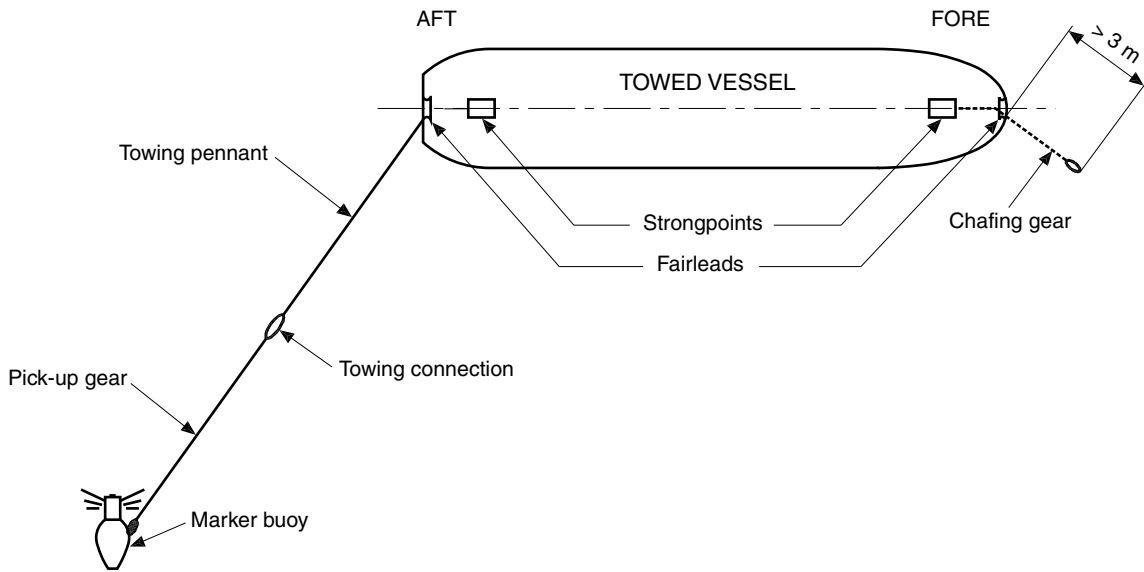 AFT
FORE
> 3 m
TOWED VESSEL
Towing pennant
Strongpoints
Chafing gear
Fairleads
Towing connection
Pick-up gear
Marker buoy